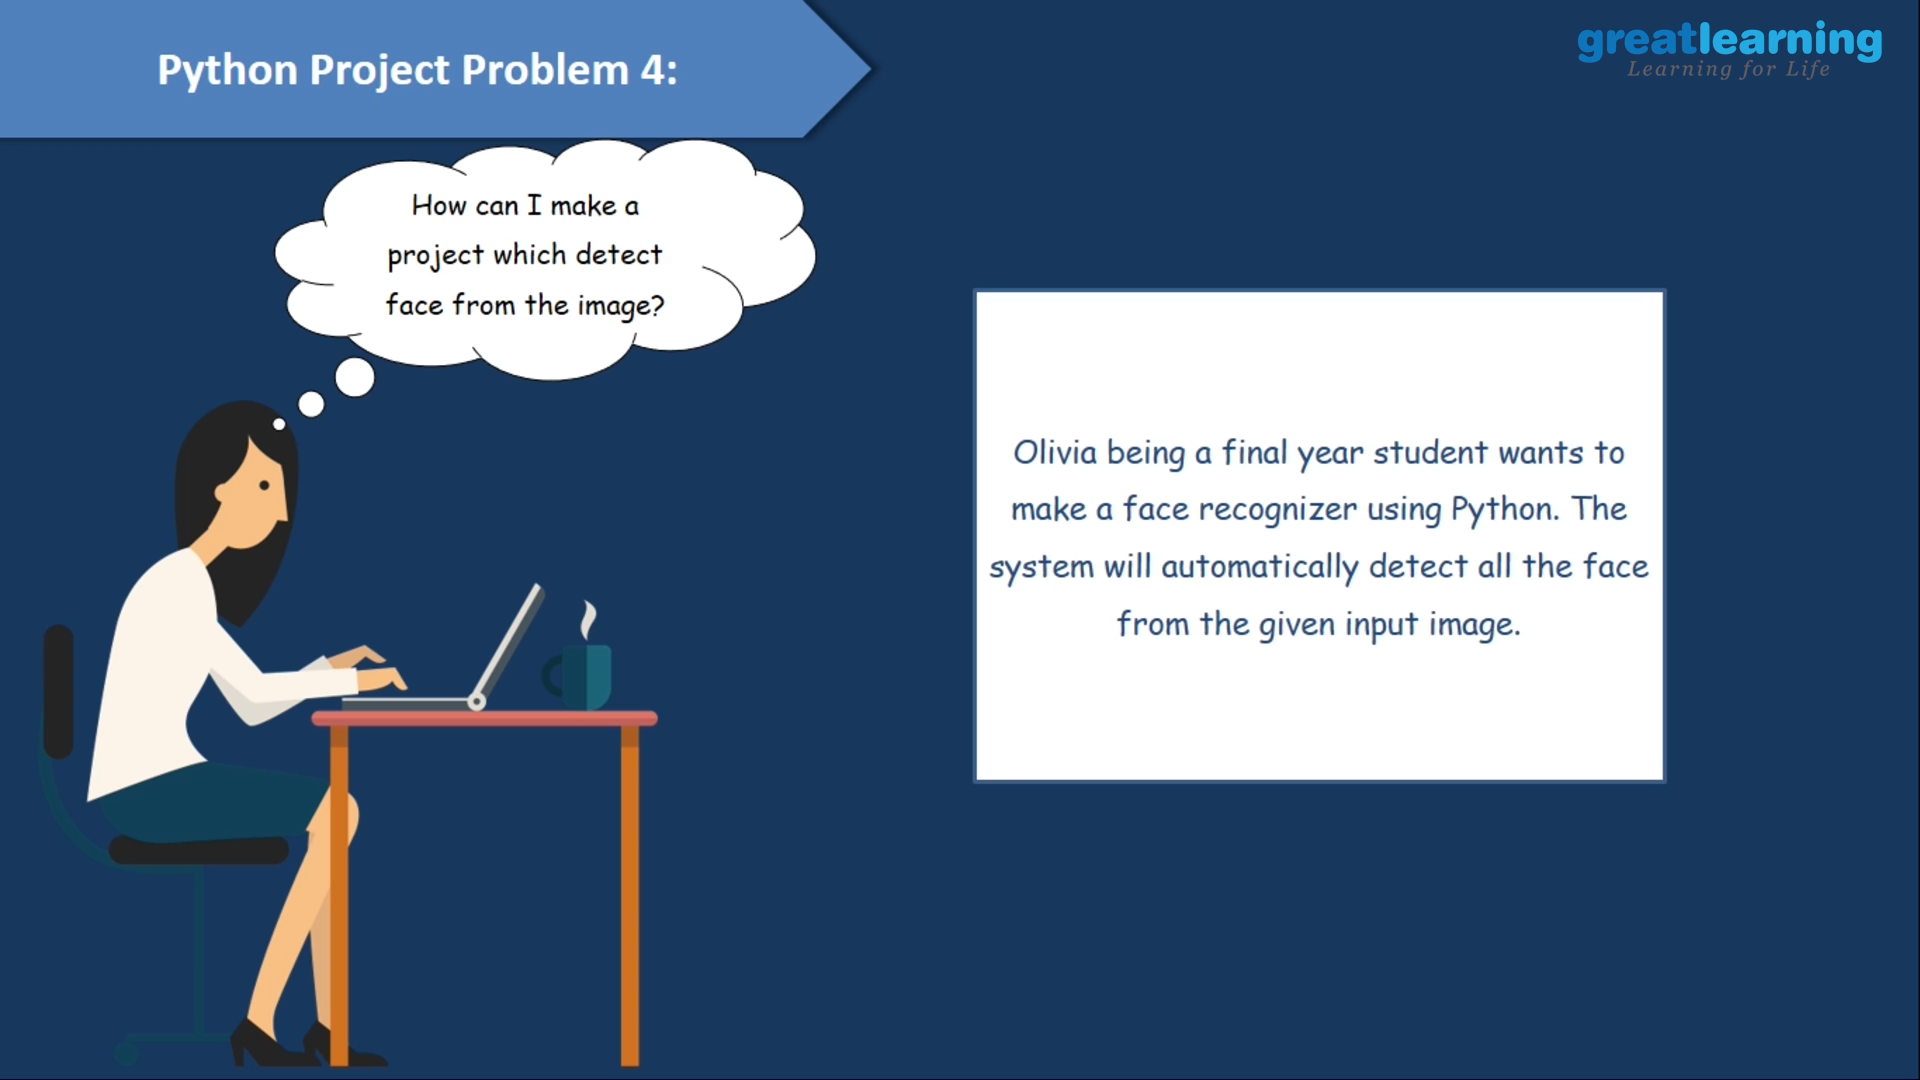 Python Project Problem 4:
greatlearning
Learning for Life
How can I make a
project which detect
face from the image?
Olivia being a final year student wants to
make a face recognizer using Python. The
system will automatically detect all the face
from the given input image.